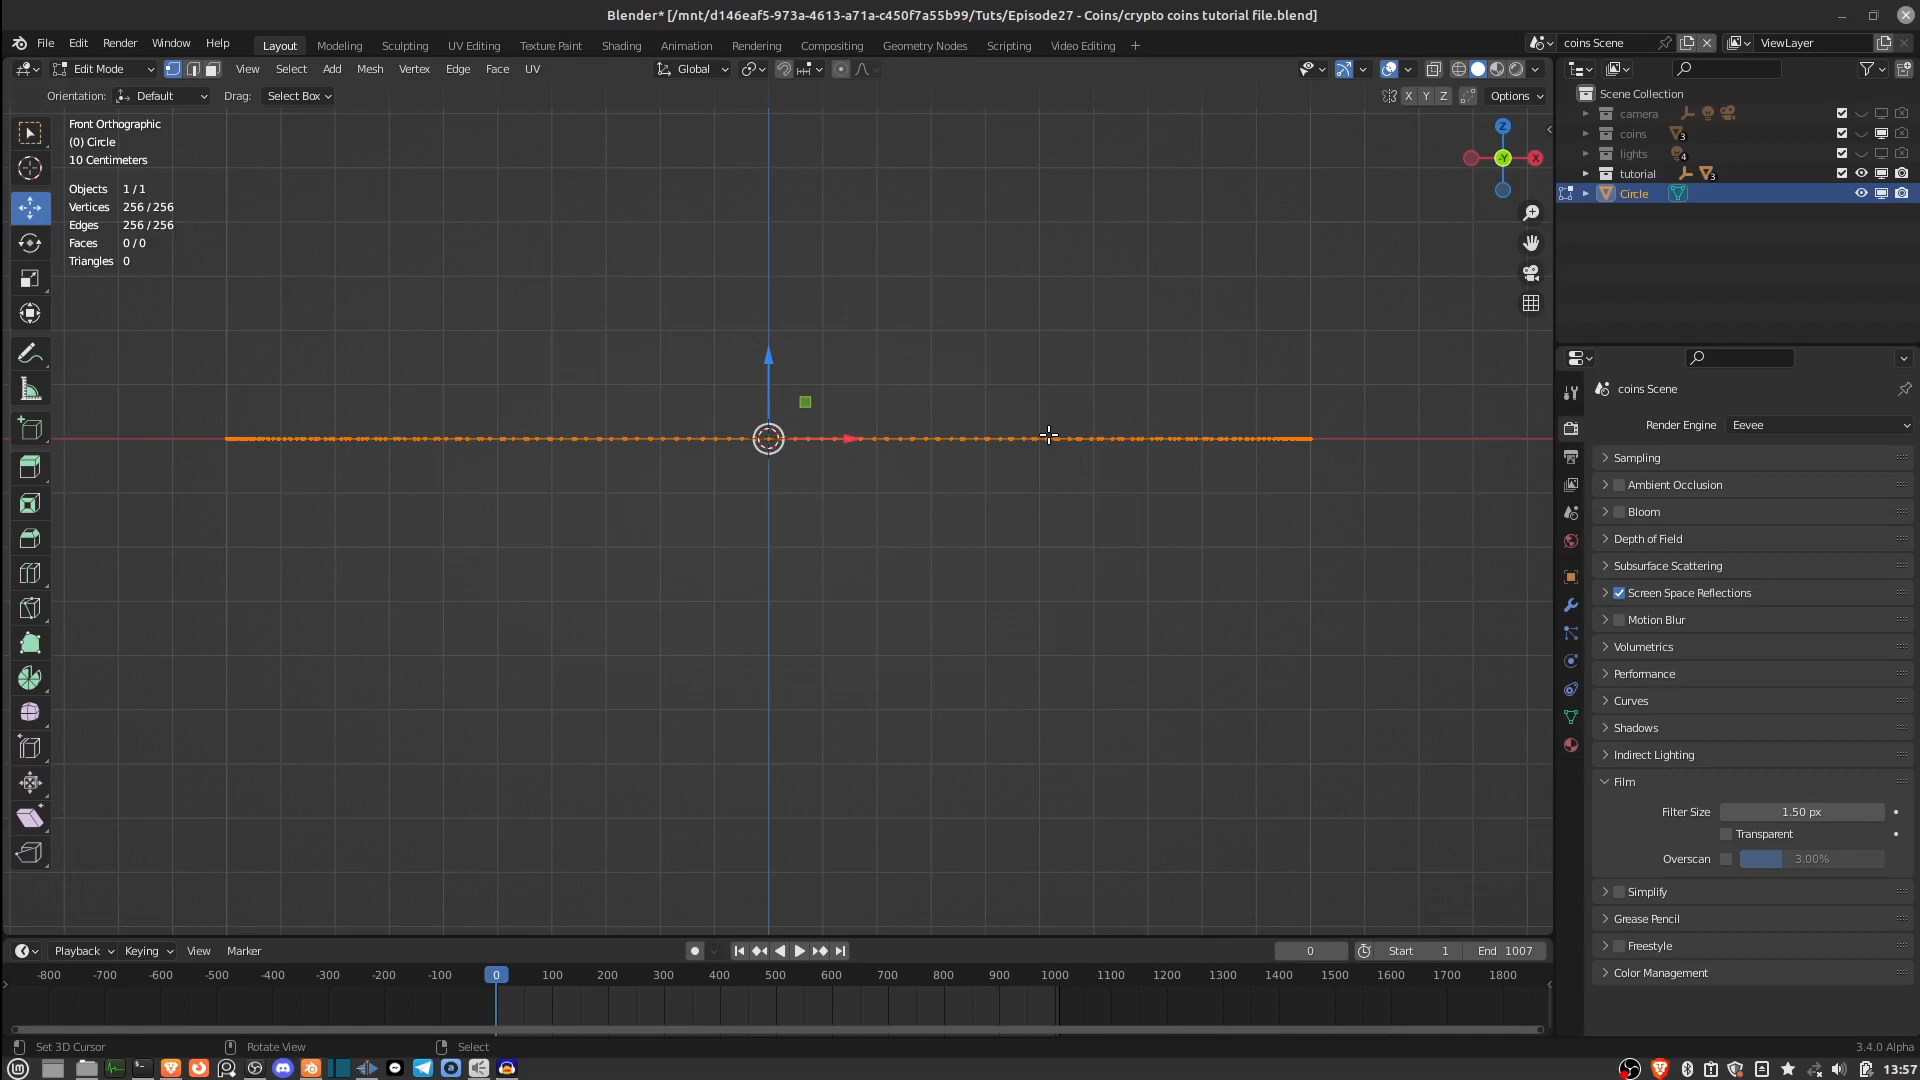 Blender* [/mnt/d146eaf5-973a-4613-a71a-c450f7a55b99/Tuts/Episode27 - Coins/crypto coins tutorial file.blend]
File Edit Render Window Help Layout Modeling Sculpting UV Editing Texture Paint Shading Animation Rendering Compositing Geometry Nodes Scripting Video Editing + coins Scene ViewLayer
Edit Mode View Select Add Mesh Vertex Edge Face UV Global
Orientation: Default Drag: Select Box X Y Z Options
Scene Collection
camera
coins 3
lights 4
tutorial 3
Circle
Front Orthographic
(0) Circle
10 Centimeters
Objects 1 / 1
Vertices 256 / 256
Edges 256 / 256
Faces 0 / 0
Triangles 0
Z
-Y X
coins Scene
Render Engine Eevee
Sampling
Ambient Occlusion
Bloom
Depth of Field
Subsurface Scattering
Screen Space Reflections
Motion Blur
Volumetrics
Performance
Curves
Shadows
Indirect Lighting
Film
Filter Size 1.50 px
Transparent
Overscan 3.00%
Simplify
Grease Pencil
Freestyle
Color Management
Playback Keying View Marker 0 Start 1 End 1007
-800 -700 -600 -500 -400 -300 -200 -100 0 100 200 300 400 500 600 700 800 900 1000 1100 1200 1300 1400 1500 1600 1700 1800
Set 3D Cursor Rotate View Select 3.4.0 Alpha
13:57